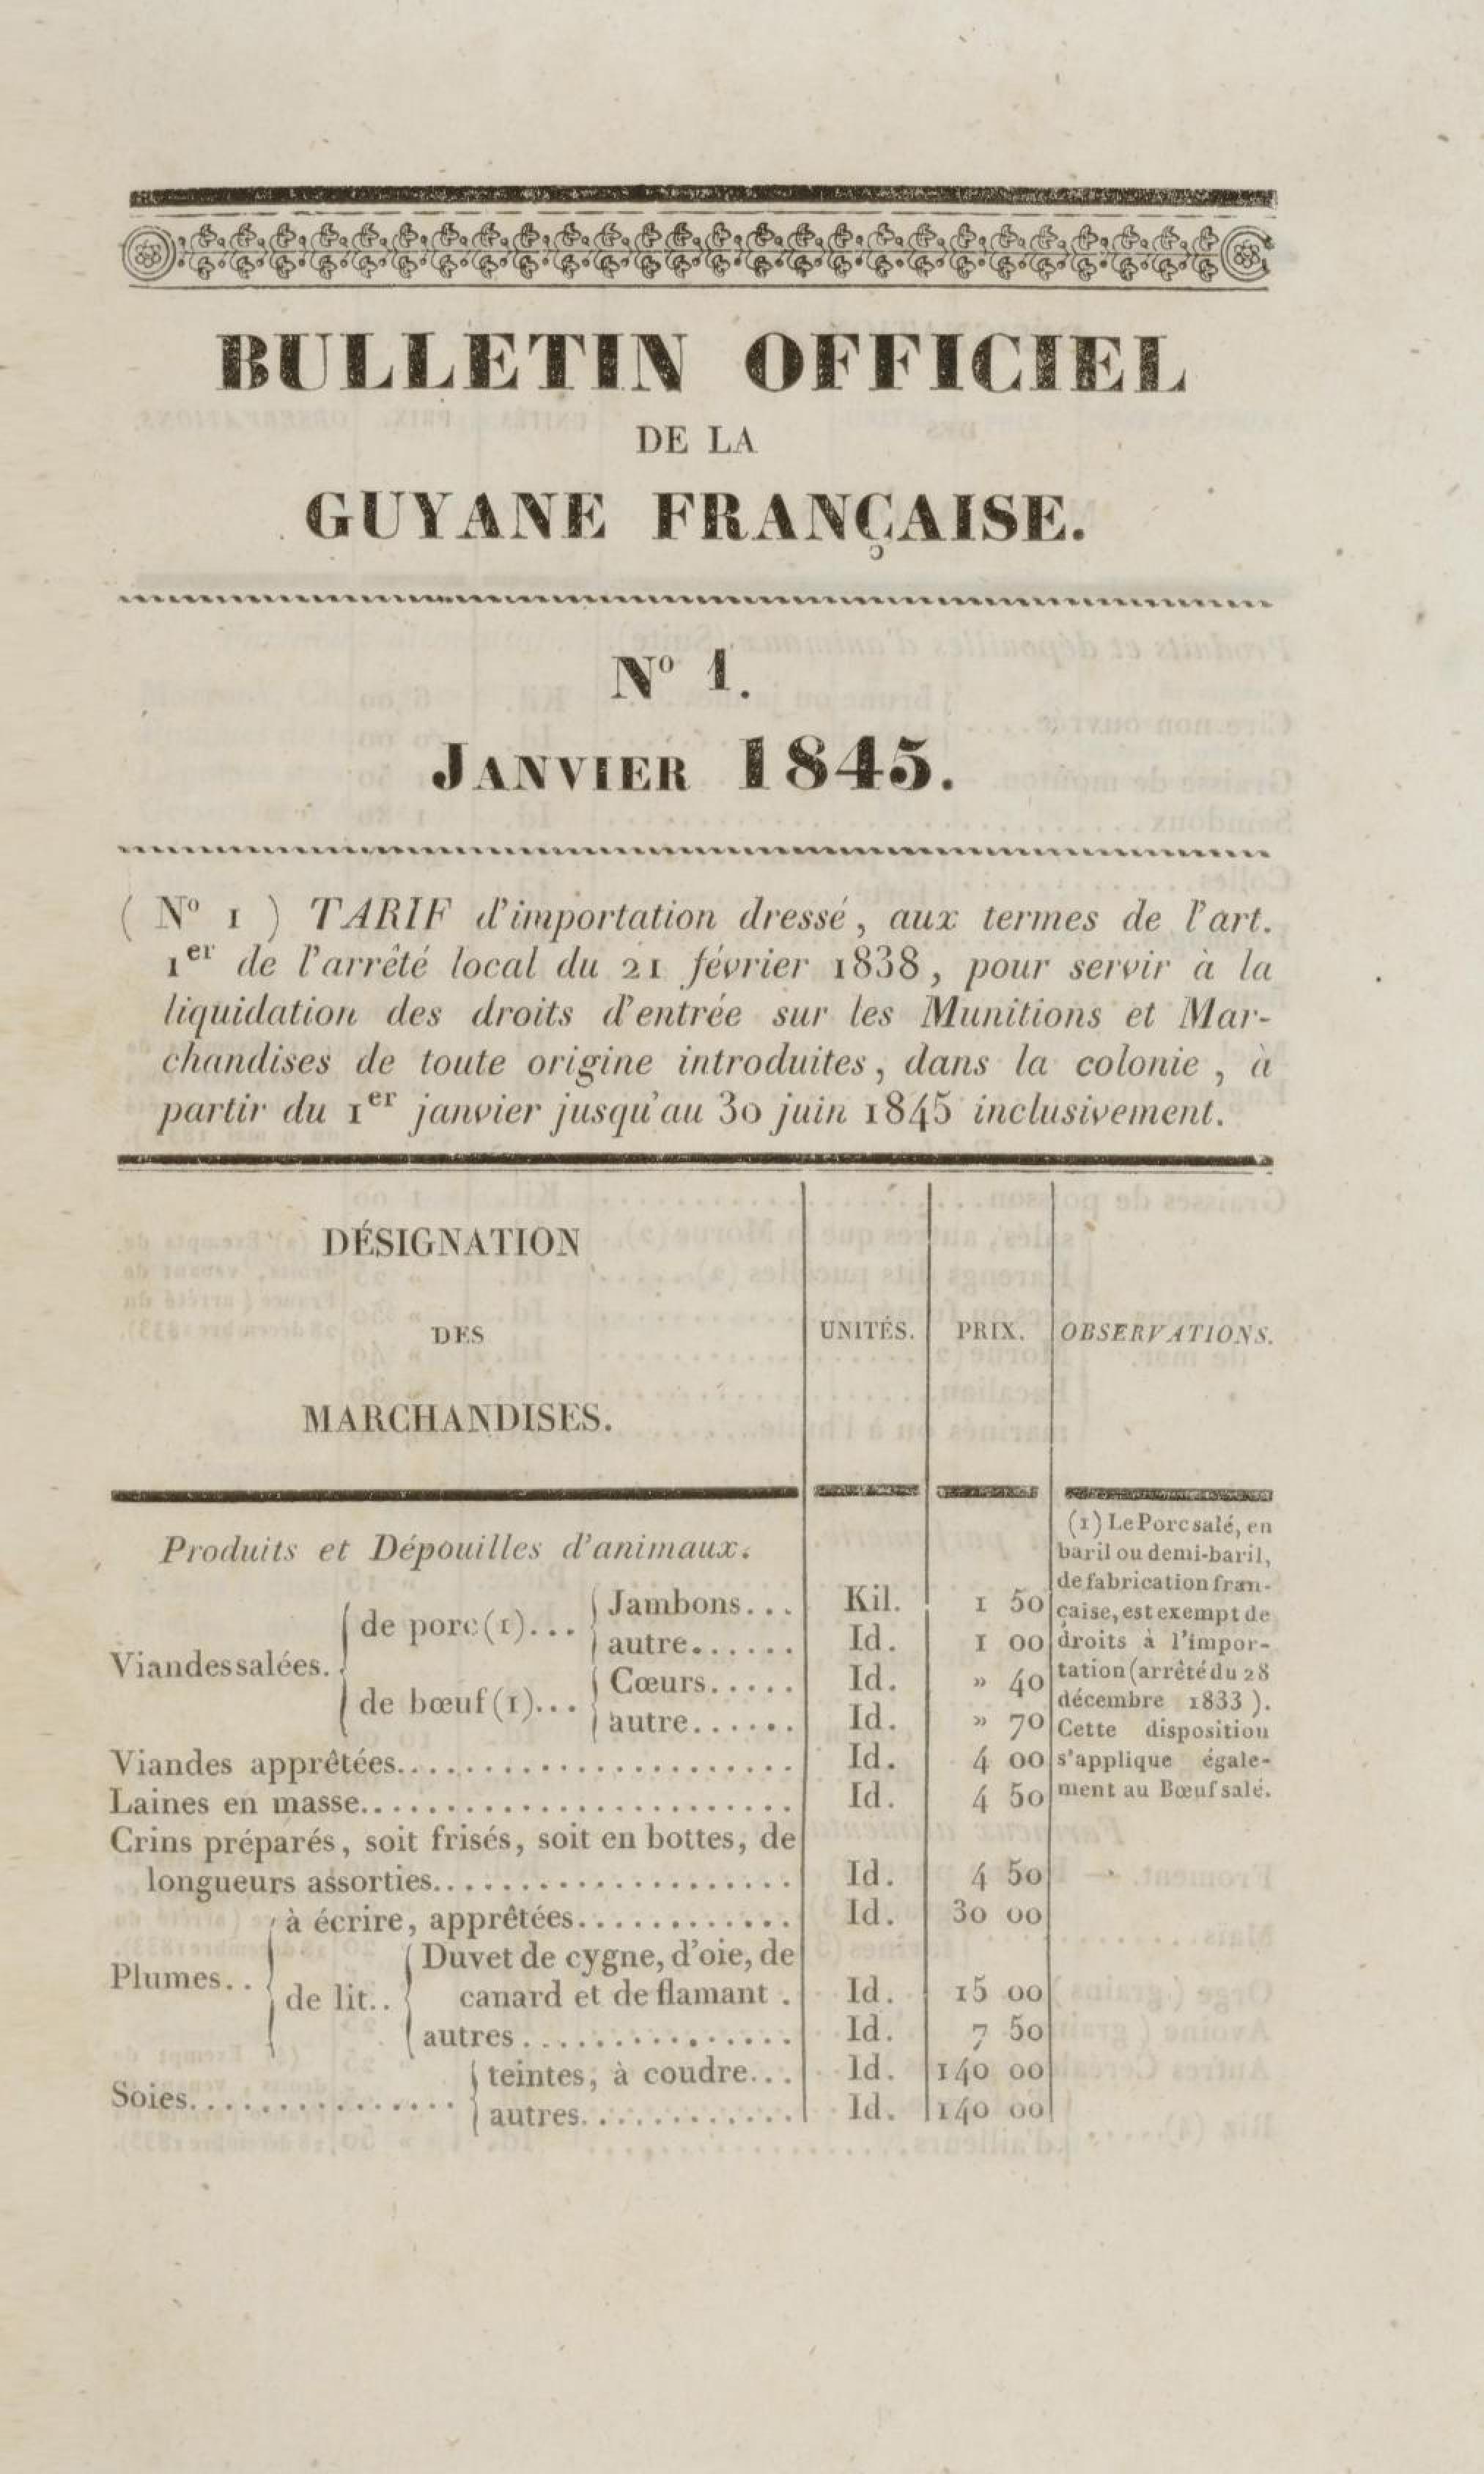 BULLETIN OFFICIEL
DE LA
GUYANE FRANÇAISE.
Nº 1.
JANVIER 1845.
( Nº 1 ) TARIF d'importation dressé, aux termes de l'art.
1er de l'arrêté local du 21 février 1838, pour servir à la
liquidation des droits d'entrée sur les Munitions et Mar-
chandises de toute origine introduites, dans la colonie, à
partir du 1er janvier jusqu'au 30 juin 1845 inclusivement.
DÉSIGNATION
DES
MARCHANDISES.
UNITÉS.
PRIX.
OBSERVATIONS.
Produits et Dépouilles d'animaux.
Viandes salées. de porc (1)... Jambons... Kil. 1 50
autre...... Id. 1 00
de bœuf (1)... Cœurs..... Id. » 40
autre...... Id. » 70
Viandes apprêtées........................ Id. 4 00
Laines en masse.......................... Id. 4 50
Crins préparés, soit frisés, soit en bottes, de
longueurs assorties..................... Id. 4 50
Plumes.. à écrire, apprêtées............. Id. 30 00
de lit.. Duvet de cygne, d'oie, de
canard et de flamant . Id. 15 00
autres................ Id. 7 50
Soies................ teintes, à coudre... Id. 140 00
autres............. Id. 140 00
(1) Le Porc salé, en
baril ou demi-baril,
de fabrication fran-
çaise, est exempt de
droits à l'impor-
tation (arrêté du 28
décembre 1833 ).
Cette disposition
s'applique égale-
ment au Bœuf salé.